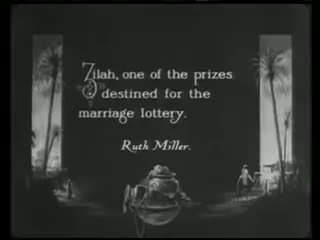 Zilah, one of the prizes
destined for the
marriage lottery.
Ruth Miller.